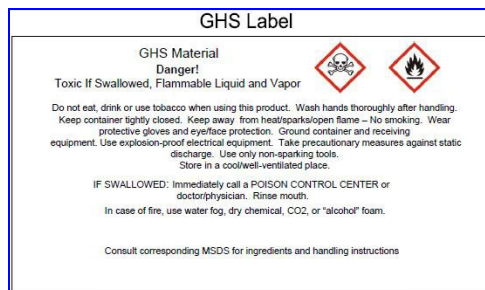 GHS Label
GHS Material
Danger!
Toxic If Swallowed, Flammable Liquid and Vapor
Do not eat, drink or use tobacco when using this product. Wash hands thoroughly after handling.
Keep container tightly closed. Keep away from heat/sparks/open flame – No smoking. Wear
protective gloves and eye/face protection. Ground container and receiving
equipment. Use explosion-proof electrical equipment. Take precautionary measures against static
discharge. Use only non-sparking tools.
Store in a cool/well-ventilated place.
IF SWALLOWED: Immediately call a POISON CONTROL CENTER or
doctor/physician. Rinse mouth.
In case of fire, use water fog, dry chemical, CO2, or "alcohol" foam.
Consult corresponding MSDS for ingredients and handling instructions